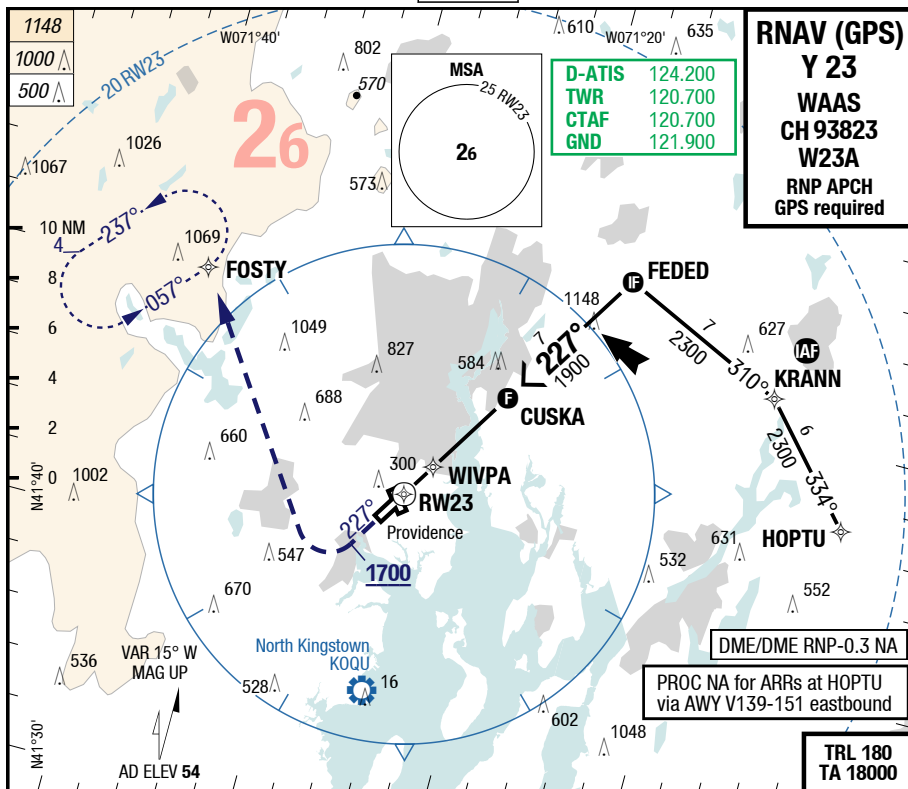 1148
1000
500
W071°40'
802
570
610
W071°20'
635
20 RW23
MSA
25 RW23
26
D-ATIS 124.200
TWR 120.700
CTAF 120.700
GND 121.900
RNAV (GPS)
Y 23
WAAS
CH 93823
W23A
RNP APCH
GPS required
26
1067
1026
573
10 NM
4
237°
1069
057°
FOSTY
8
6
4
2
0
N41°40'
FEDED
IF
1148
7
227°
1900
7
2300
310°
627
IAF
KRANN
1049
827
584
F
CUSKA
688
660
6
2300
334°
1002
300
WIVPA
RW23
227°
Providence
HOPTU
547
1700
532
631
670
552
VAR 15° W
MAG UP
North Kingstown
KOQU
DME/DME RNP-0.3 NA
536
528
16
PROC NA for ARRs at HOPTU
via AWY V139-151 eastbound
602
1048
N41°30'
AD ELEV 54
TRL 180
TA 18000